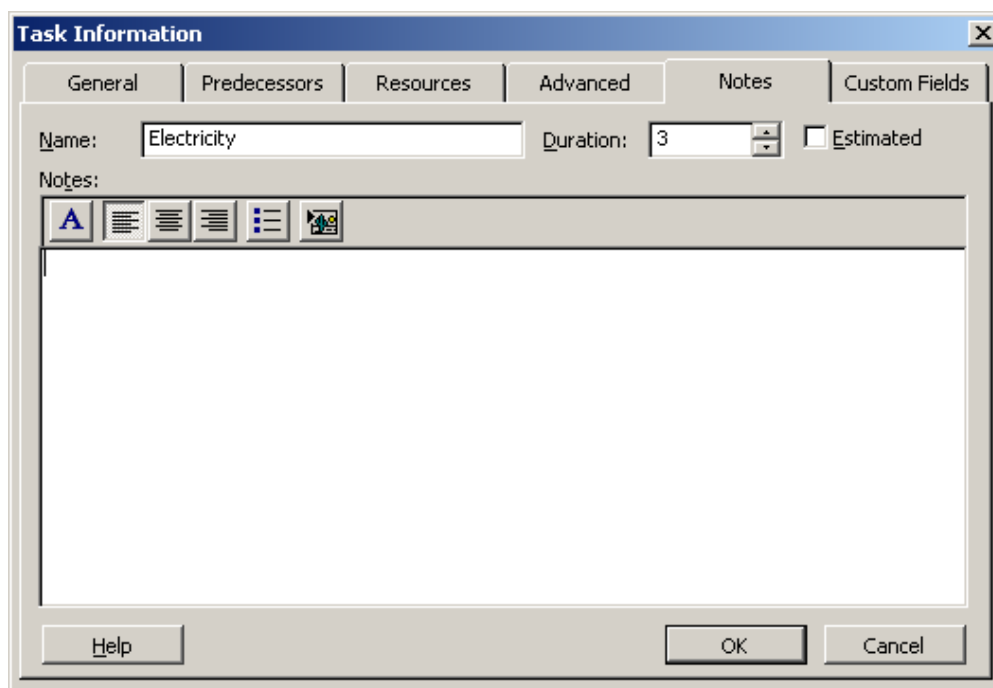 Task Information
General Predecessors Resources Advanced Notes Custom Fields
Name: Electricity Duration: 3 Estimated
Notes:
A
Help OK Cancel